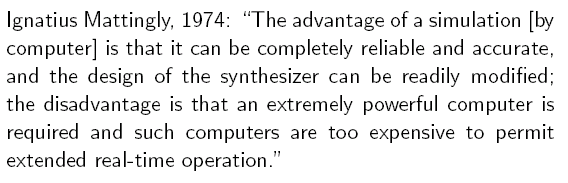 Ignatius Mattingly, 1974: “The advantage of a simulation [by
computer] is that it can be completely reliable and accurate,
and the design of the synthesizer can be readily modified;
the disadvantage is that an extremely powerful computer is
required and such computers are too expensive to permit
extended real-time operation.”